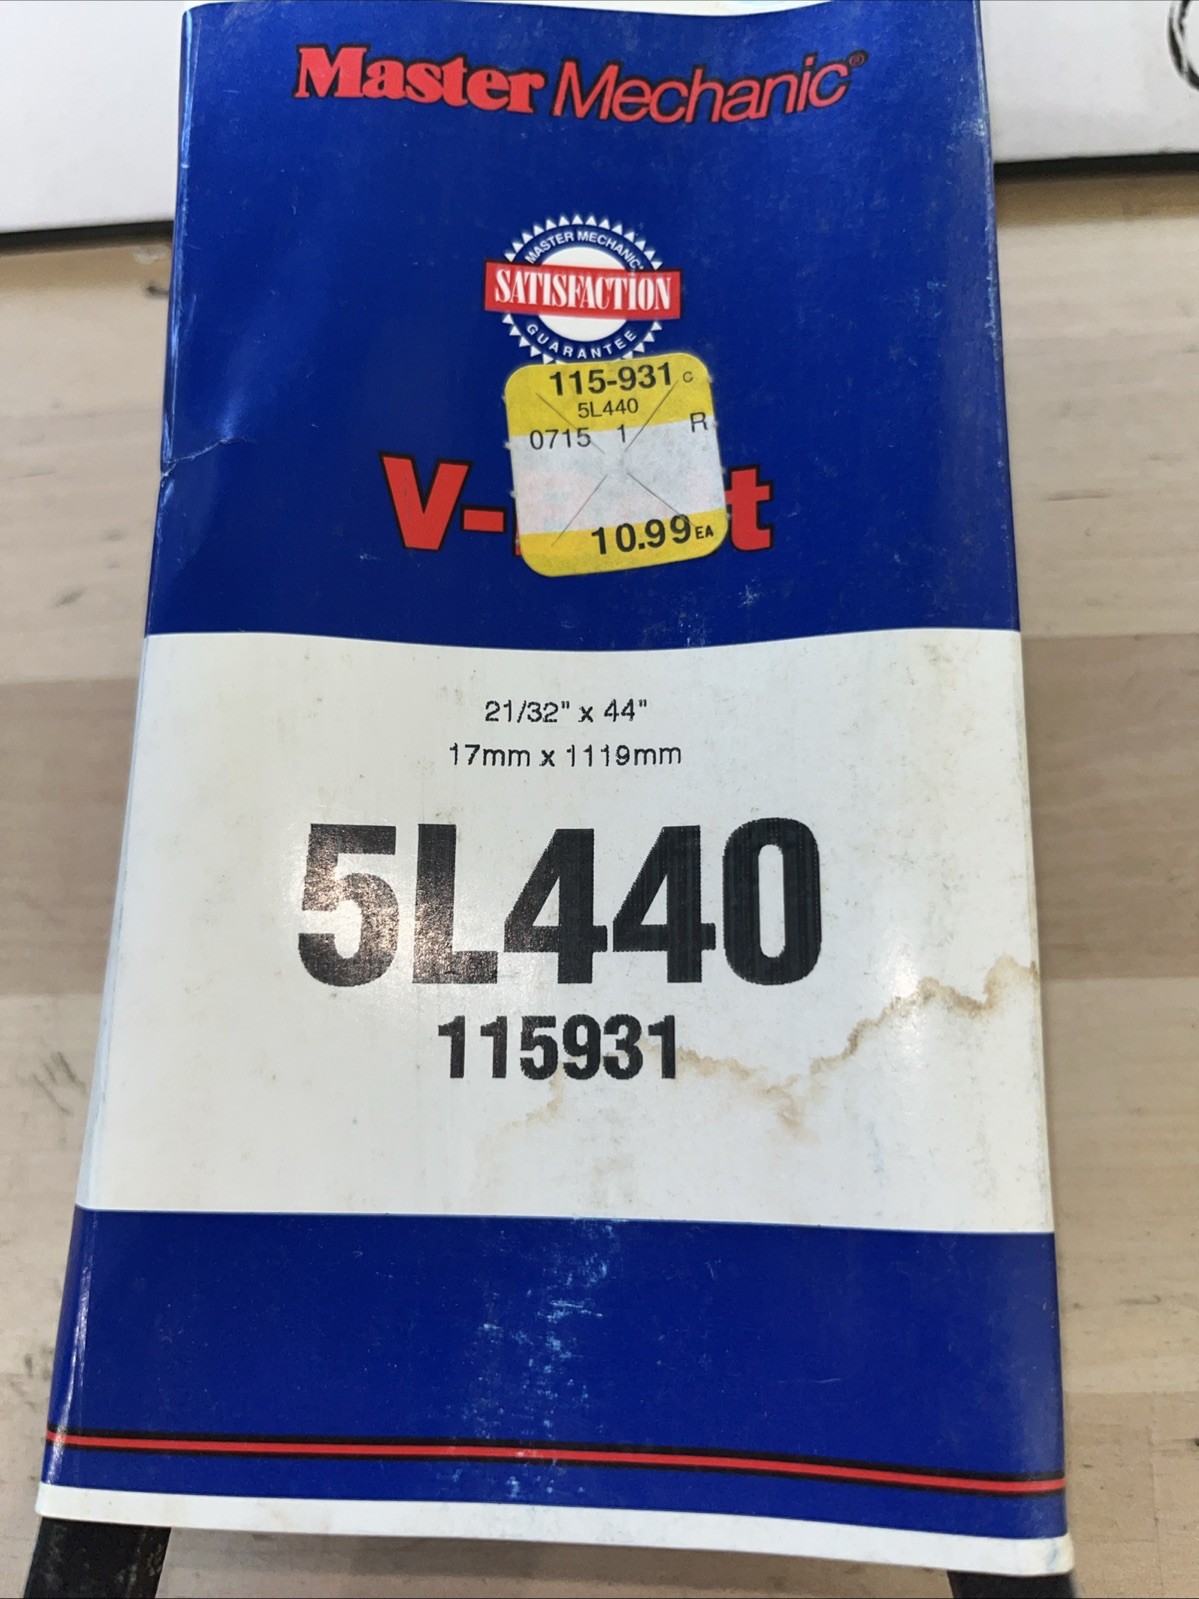 Master Mechanic®
MASTER MECHANIC®
SATISFACTION
GUARANTEE
115-931 c
5L440
0715 1 R
V- t
10.99 EA
21/32" x 44"
17mm x 1119mm
5L440
115931